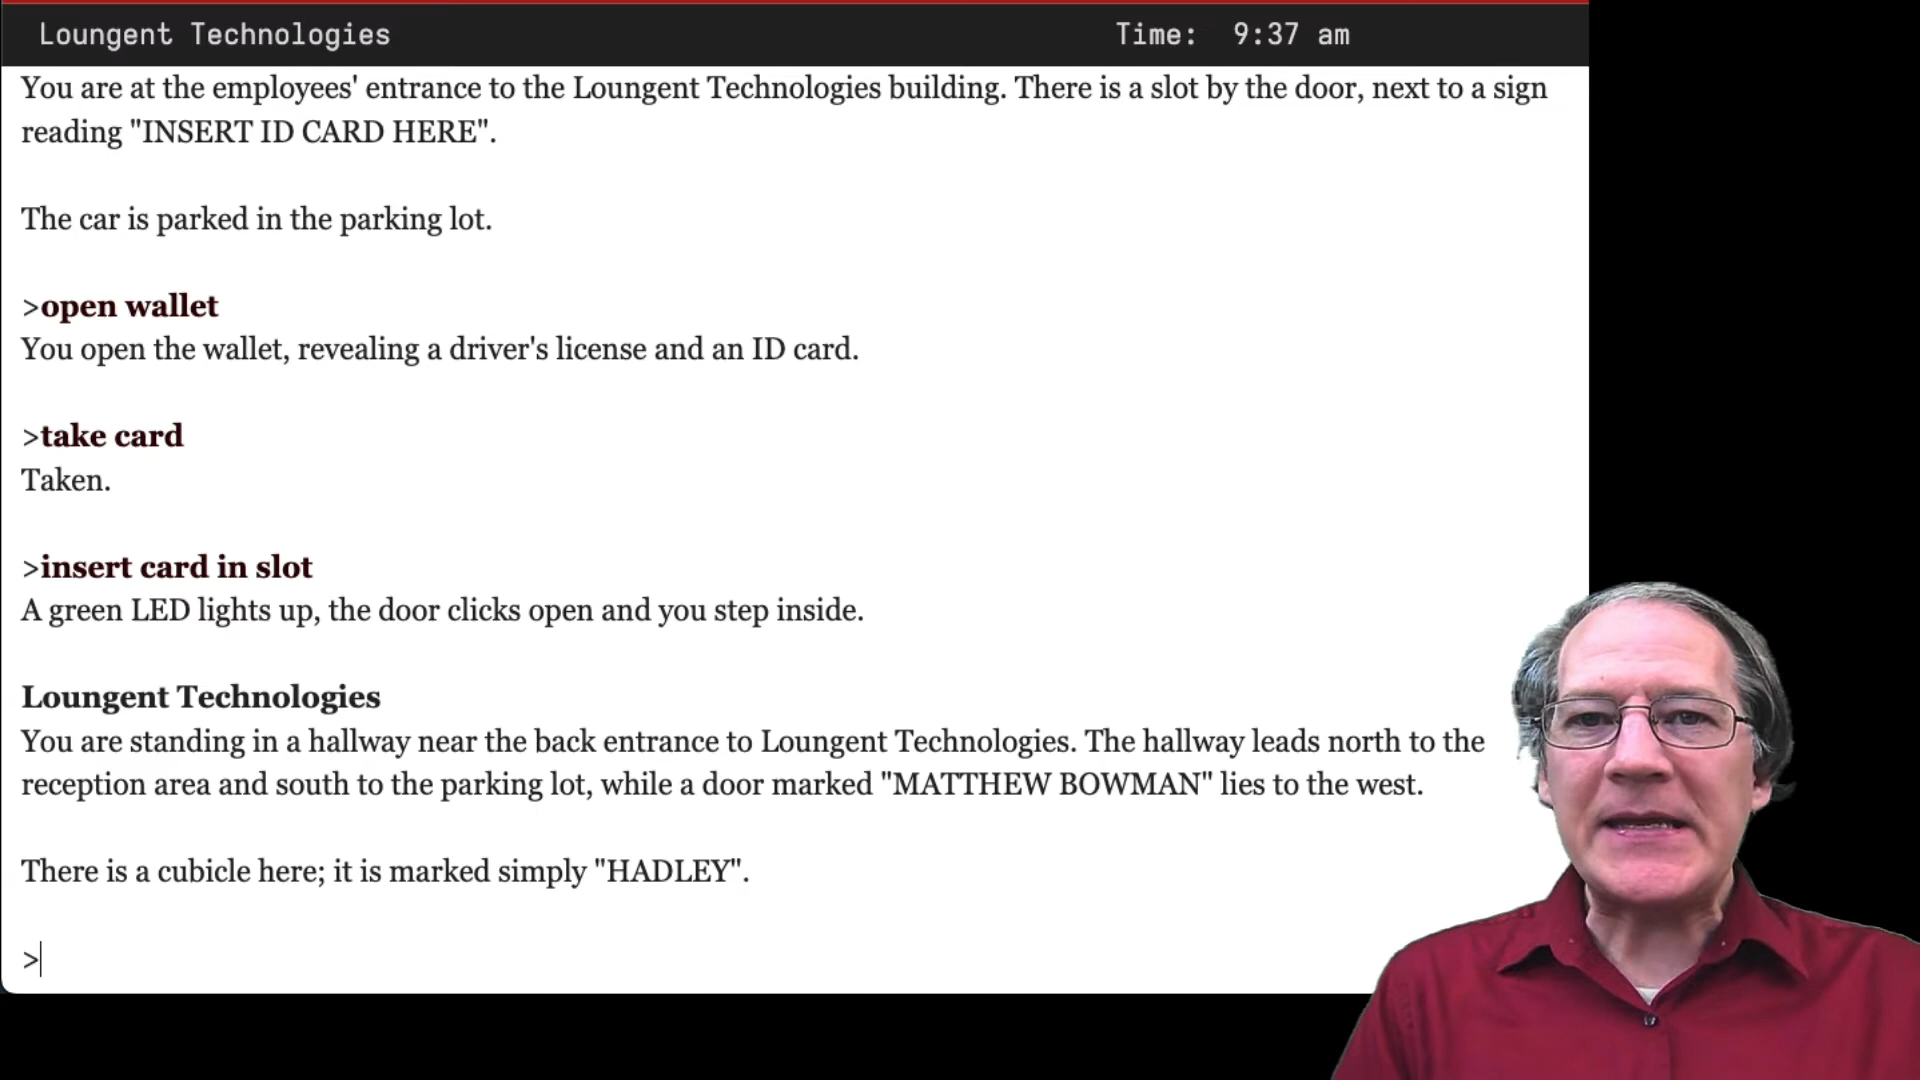 Loungent Technologies Time: 9:37 am
You are at the employees' entrance to the Loungent Technologies building. There is a slot by the door, next to a sign
reading "INSERT ID CARD HERE".
The car is parked in the parking lot.
>open wallet
You open the wallet, revealing a driver's license and an ID card.
>take card
Taken.
>insert card in slot
A green LED lights up, the door clicks open and you step inside.
Loungent Technologies
You are standing in a hallway near the back entrance to Loungent Technologies. The hallway leads north to the
reception area and south to the parking lot, while a door marked "MATTHEW BOWMAN" lies to the west.
There is a cubicle here; it is marked simply "HADLEY".
>